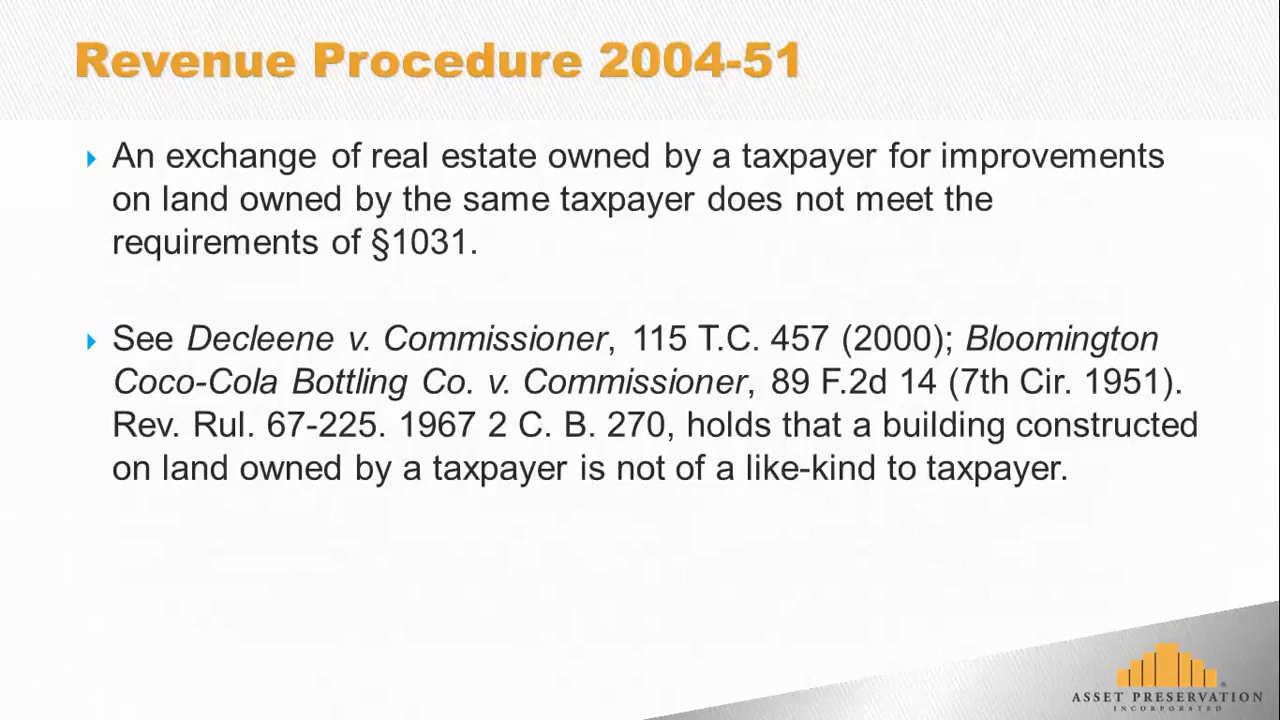 Revenue Procedure 2004-51
An exchange of real estate owned by a taxpayer for improvements
on land owned by the same taxpayer does not meet the
requirements of §1031.
See Decleene v. Commissioner, 115 T.C. 457 (2000); Bloomington
Coco-Cola Bottling Co. v. Commissioner, 89 F.2d 14 (7th Cir. 1951).
Rev. Rul. 67-225. 1967 2 C. B. 270, holds that a building constructed
on land owned by a taxpayer is not of a like-kind to taxpayer.
ASSET PRESERVATION
INCORPORATED